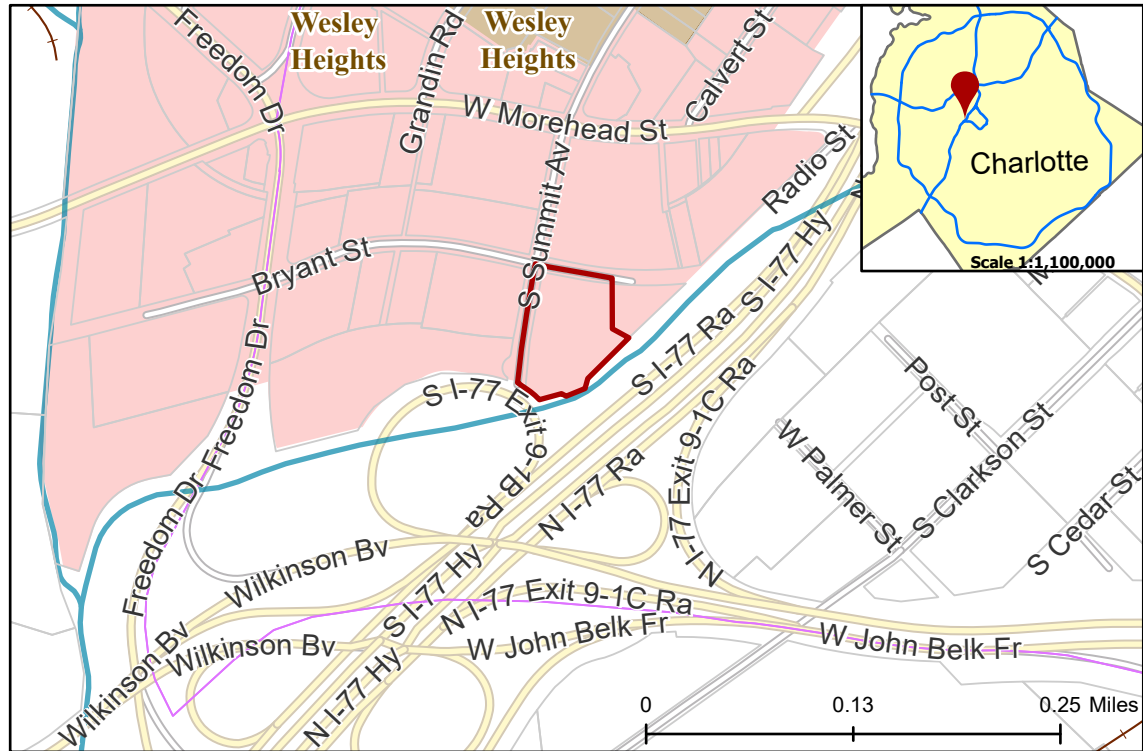 Freedom Dr
Wesley
Heights
Grandin Rd
Wesley
Heights
Calvert St
W Morehead St
S Summit Av
Radio St
Charlotte
Scale 1:1,100,000
Bryant St
S I-77 Hy
S I-77 Ra
Freedom Dr
S I-77 Exit 9-1B Ra
N I-77 Exit 9-1C Ra
N I-77 Ra
Post St
W Palmer St
S Clarkson St
S Cedar St
Freedom Dr
Wilkinson Bv
S I-77 Hy
N I-77 Exit 9-1C Ra
Wilkinson Bv
Wilkinson Bv
W John Belk Fr
W John Belk Fr
N I-77 Hy
0
0.13
0.25 Miles